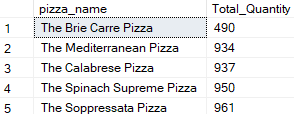 pizza_name Total_Quantity
1 The Brie Carre Pizza 490
2 The Mediterranean Pizza 934
3 The Calabrese Pizza 937
4 The Spinach Supreme Pizza 950
5 The Soppressata Pizza 961